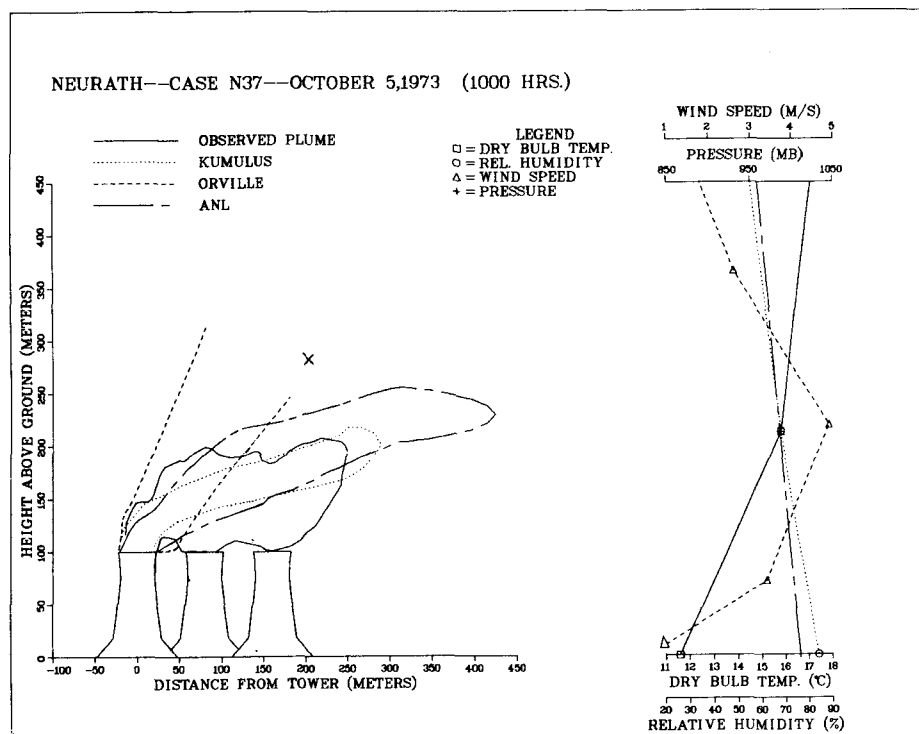 NEURATH--CASE N37--OCTOBER 5,1973 (1000 HRS.)
OBSERVED PLUME
KUMULUS
ORVILLE
ANL
LEGEND
= DRY BULB TEMP.
= REL. HUMIDITY
= WIND SPEED
= PRESSURE
WIND SPEED (M/S)
1 2 3 4 5
PRESSURE (MB)
850 950 1050
HEIGHT ABOVE GROUND (METERS)
450
400
350
300
250
200
150
100
50
0
X
-100 -50 0 50 100 150 200 250 300 350 400 450
DISTANCE FROM TOWER (METERS)
11 12 13 14 15 16 17 18
DRY BULB TEMP. (℃)
20 30 40 50 60 70 80 90
RELATIVE HUMIDITY (%)